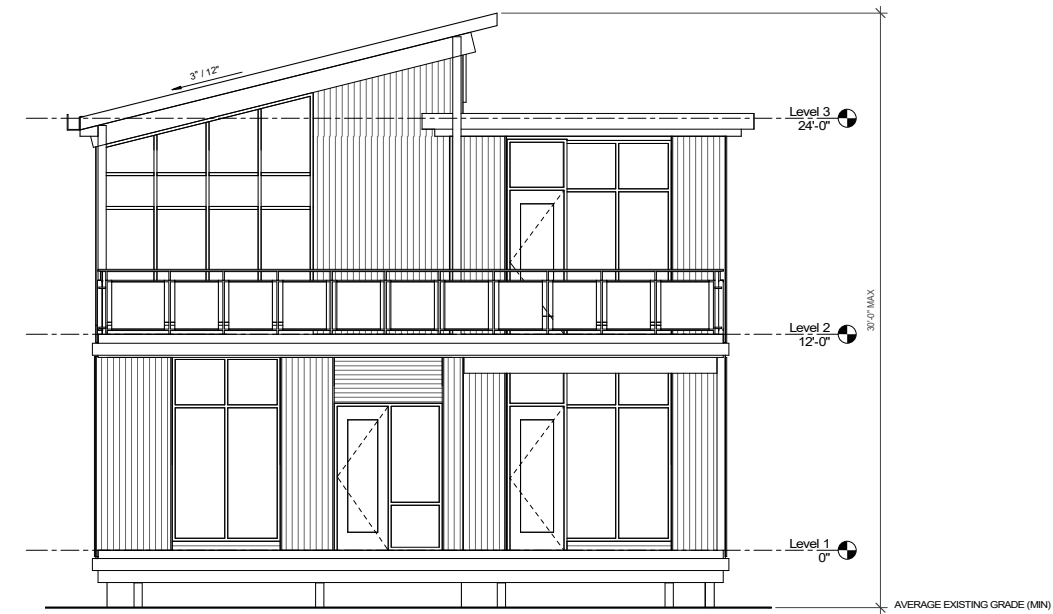 3" / 12"
Level 3
24'-0"
30'-0" MAX
Level 2
12'-0"
Level 1
0"
AVERAGE EXISTING GRADE (MIN)